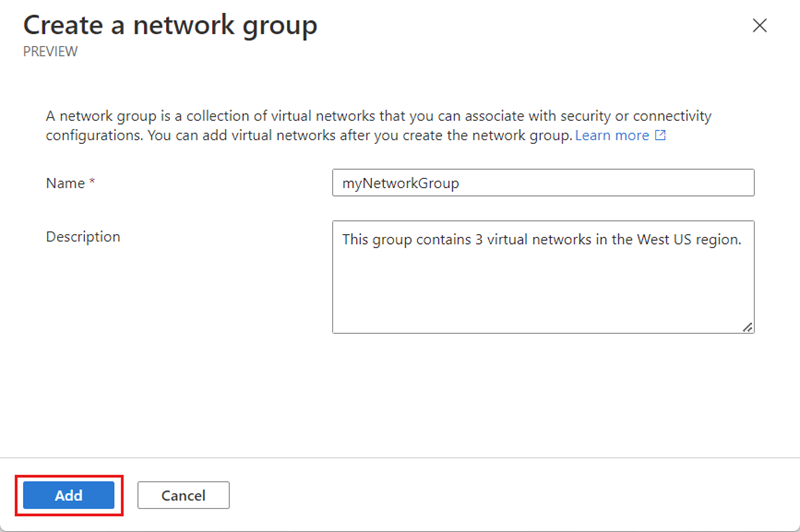 Create a network group
PREVIEW
A network group is a collection of virtual networks that you can associate with security or connectivity
configurations. You can add virtual networks after you create the network group. Learn more
Name *
myNetworkGroup
Description
This group contains 3 virtual networks in the West US region.
Add
Cancel